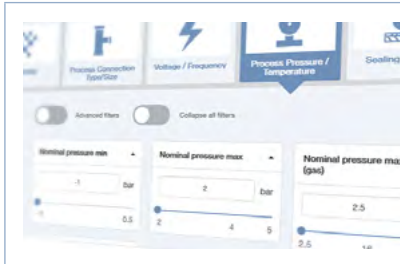 Process Connection
Type/Size
Voltage / Frequency
Process Pressure /
Temperature
Sealing
Advanced filters
Collapse all filters
Nominal pressure min
Nominal pressure max
Nominal pressure max
(gas)
-1
bar
2
bar
2.5
-1
0.5
2
4
5
2.5